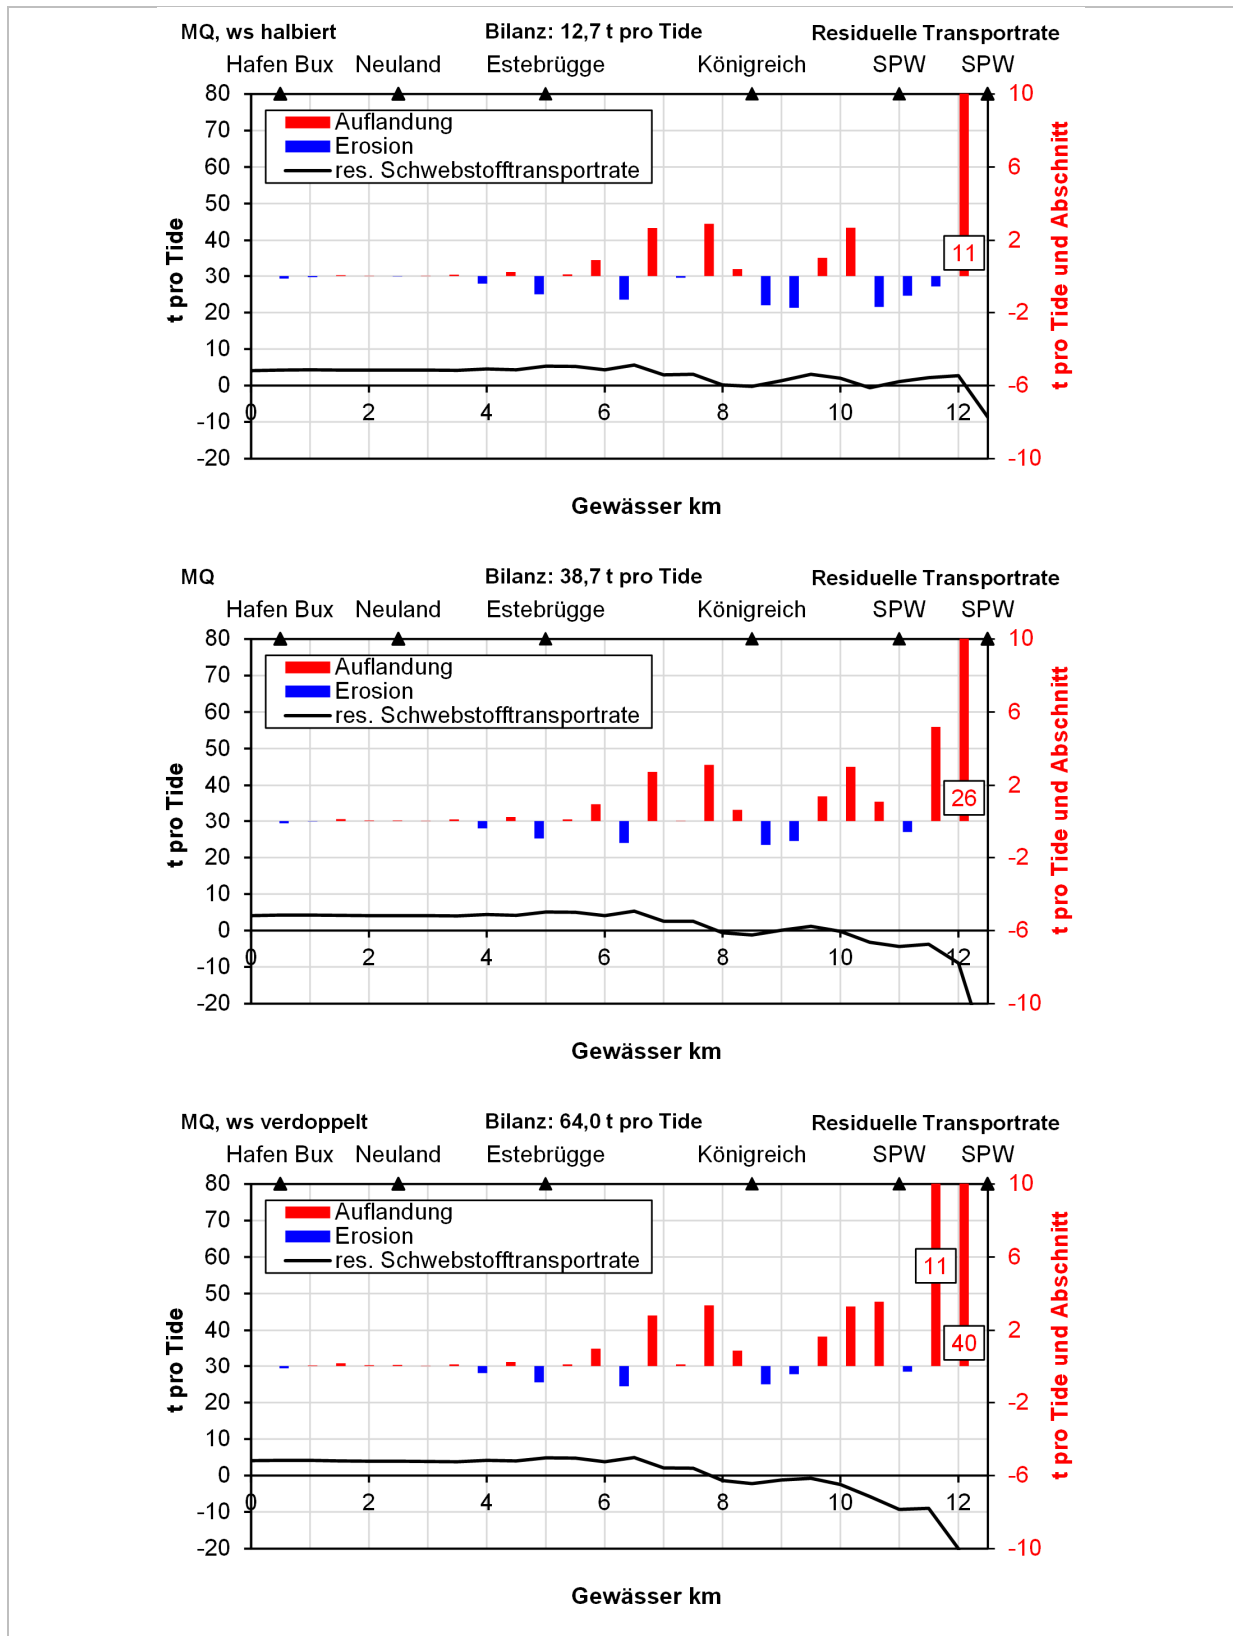 MQ, ws halbiert Bilanz: 12,7 t pro Tide Residuelle Transportrate
Hafen Bux Neuland Estebrügge Königreich SPW SPW
80 10
Auflandung
70
Erosion
60 6
res. Schwebstofftransportrate
50
40 2
11
30
20 -2
10
0 -6
0 2 4 6 8 10 12
-10
-20 -10
t pro Tide
t pro Tide und Abschnitt
Gewässer km
MQ Bilanz: 38,7 t pro Tide Residuelle Transportrate
Hafen Bux Neuland Estebrügge Königreich SPW SPW
80 10
Auflandung
70
Erosion
60 6
res. Schwebstofftransportrate
50
40 2
26
30
20 -2
10
0 -6
0 2 4 6 8 10 12
-10
-20 -10
t pro Tide
t pro Tide und Abschnitt
Gewässer km
MQ, ws verdoppelt Bilanz: 64,0 t pro Tide Residuelle Transportrate
Hafen Bux Neuland Estebrügge Königreich SPW SPW
80 10
Auflandung
70
Erosion
60 6
res. Schwebstofftransportrate
11
50
40 2
40
30
20 -2
10
0 -6
0 2 4 6 8 10 12
-10
-20 -10
t pro Tide
t pro Tide und Abschnitt
Gewässer km